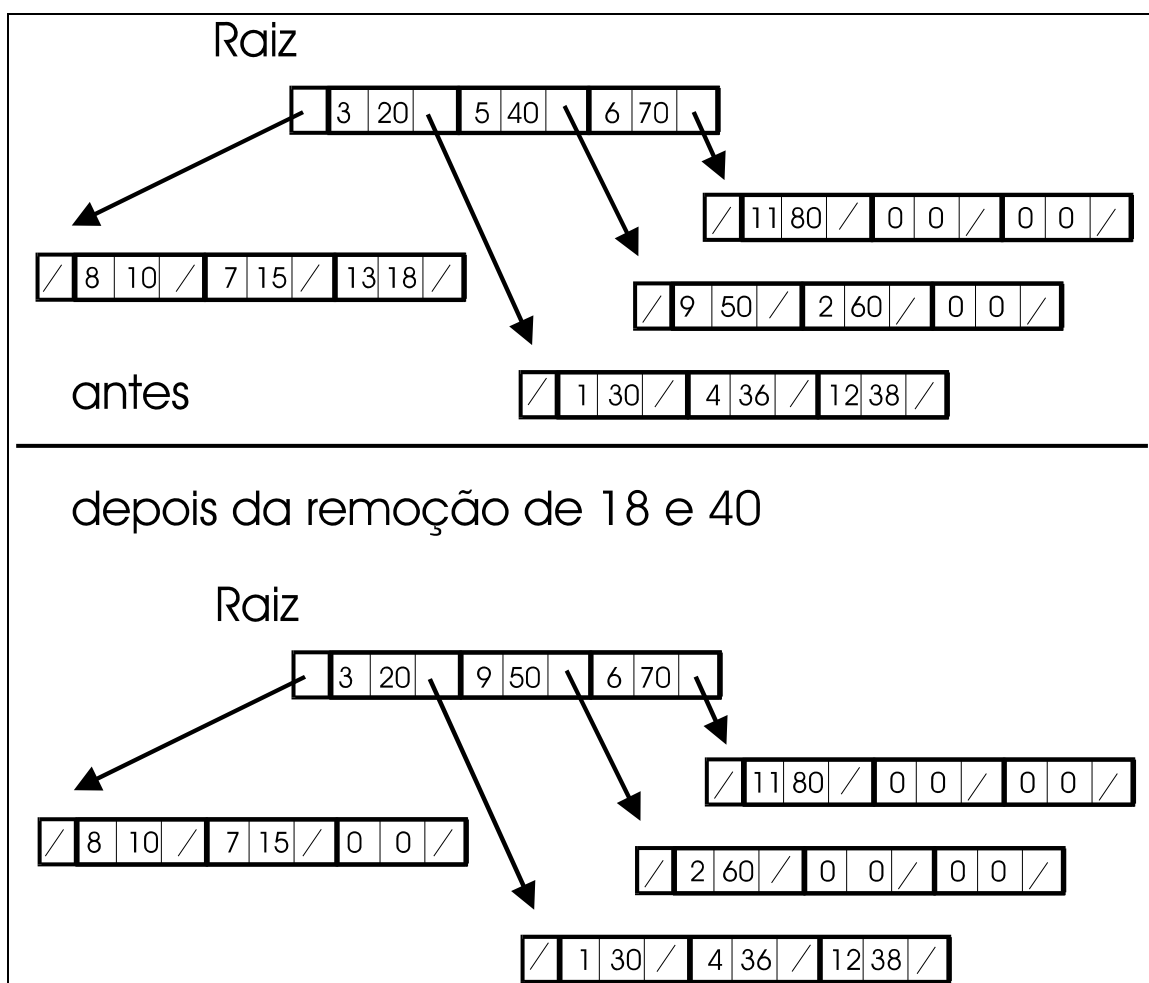 Raiz
3 20 5 40 6 70
/ 11 80 / 0 0 / 0 0 /
/ 8 10 / 7 15 / 13 18 /
/ 9 50 / 2 60 / 0 0 /
antes
/ 1 30 / 4 36 / 12 38 /
depois da remoção de 18 e 40
Raiz
3 20 9 50 6 70
/ 11 80 / 0 0 / 0 0 /
/ 8 10 / 7 15 / 0 0 /
/ 2 60 / 0 0 / 0 0 /
/ 1 30 / 4 36 / 12 38 /